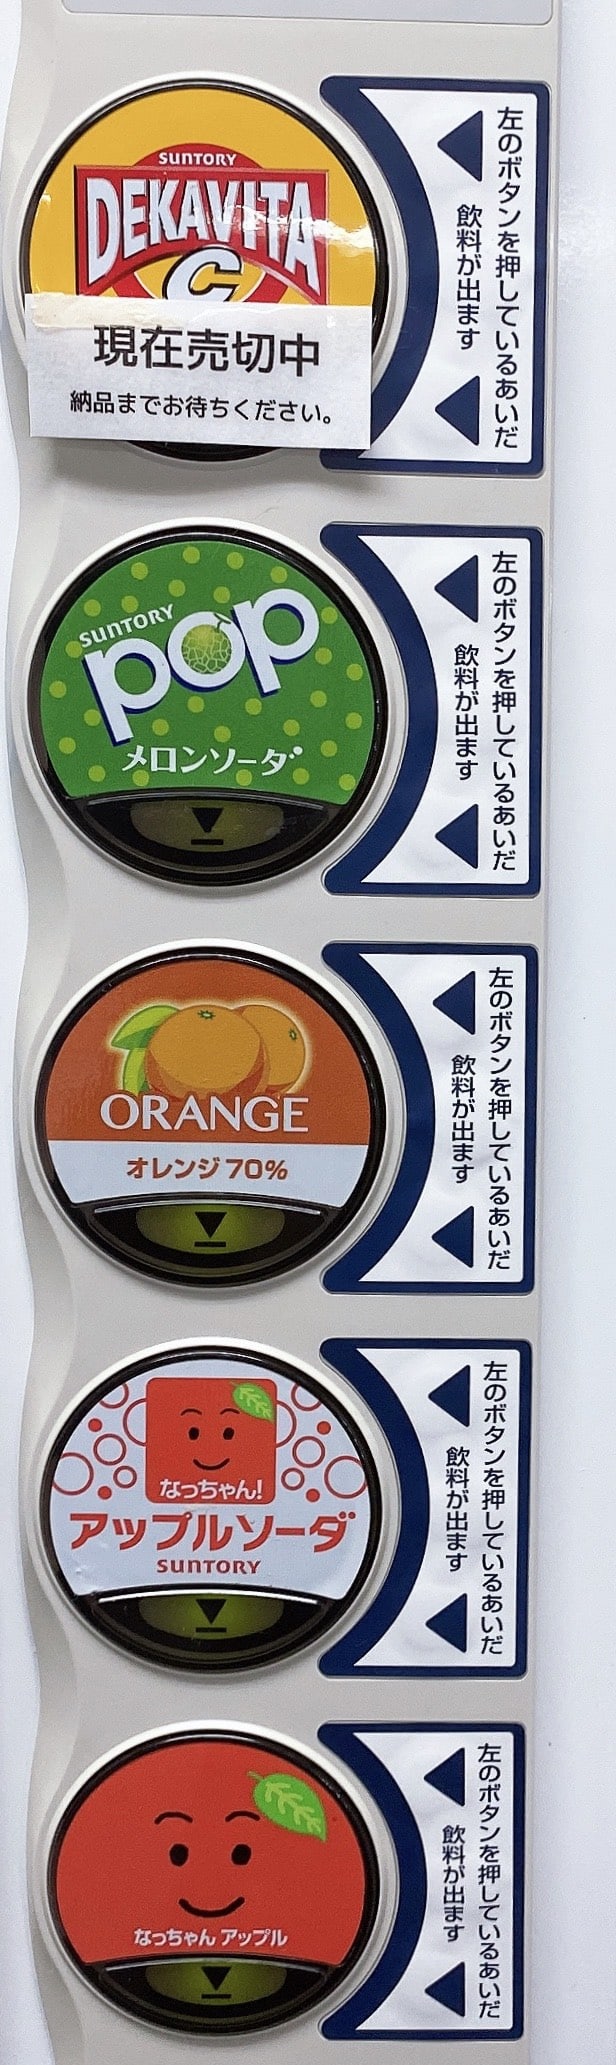 SUNTORY
DEKAVITA
C
現在売切中
納品までお待ちください。
左のボタンを押しているあいだ
飲料が出ます
SUNTORY
pop
メロンソーダ
左のボタンを押しているあいだ
飲料が出ます
ORANGE
オレンジ70%
左のボタンを押しているあいだ
飲料が出ます
なっちゃん!
アップルソーダ
SUNTORY
左のボタンを押しているあいだ
飲料が出ます
なっちゃん アップル
左のボタンを押しているあいだ
飲料が出ます